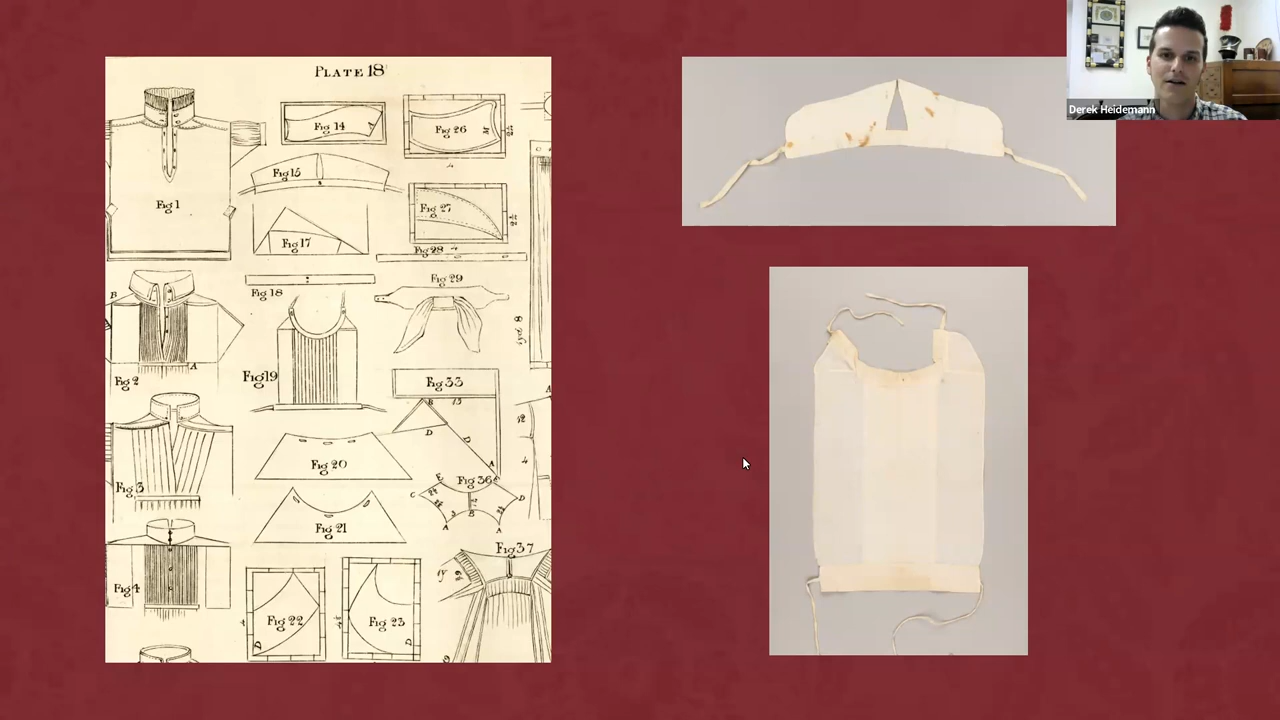 PLATE 18
Derek Heidemann
Fig 14
A
Fig 26
M
Fig 15
Fig 1
Fig 27
Fig 17
Fig 28
Fig 18
Fig 29
B
A
Fig 2
Fig 19
Fig 33
B
D
D
A
Fig 20
Fig 3
E
Fig 36
C
D
B
A
A
Fig 21
Fig 37
Fig 4
Fig 22
D
Fig 23
D